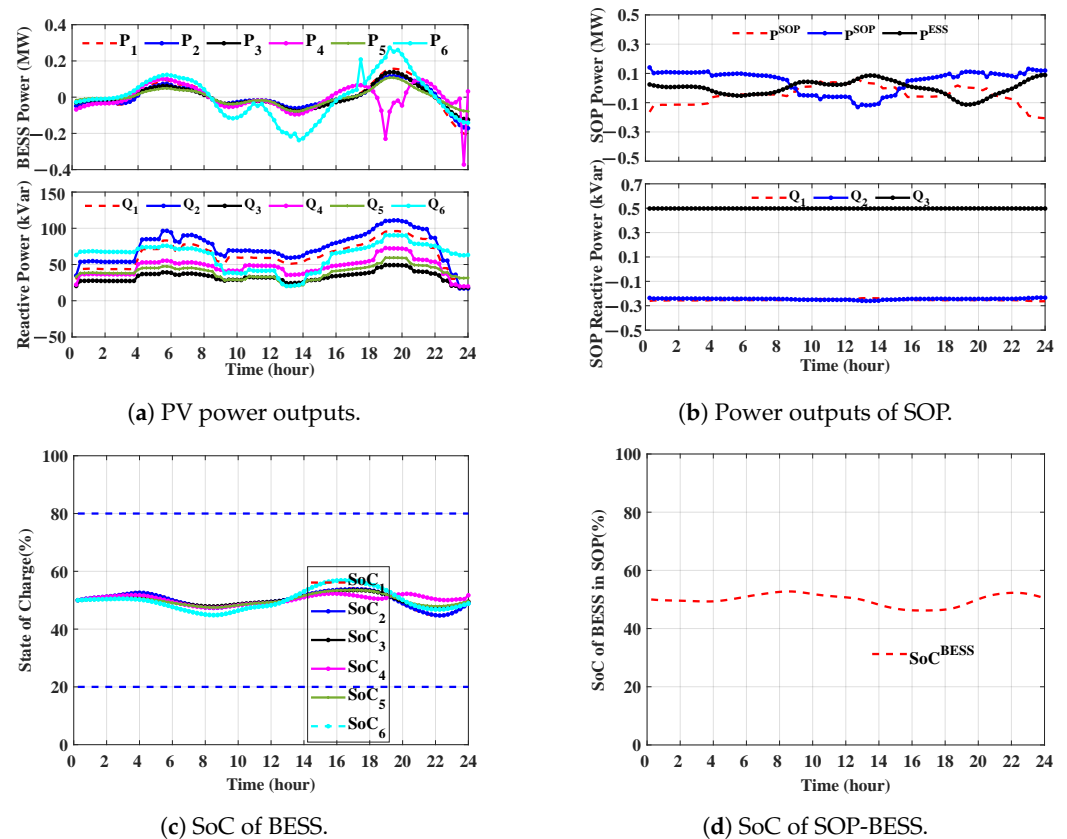 0.4
0.2
0
−0.2
−0.4
BESS Power (MW)
P1 P2 P3 P4 P5 P6
150
100
50
0
−50
Reactive Power (kVar)
Q1 Q2 Q3 Q4 Q5 Q6
0 2 4 6 8 10 12 14 16 18 20 22 24
Time (hour)
(a) PV power outputs.
0.5
0.3
0.1
−0.1
−0.3
−0.5
SOP Power (MW)
P^SOP P^SOP P^ESS
0.7
0.5
0.3
0.1
−0.1
−0.3
−0.5
SOP Reactive Power (kVar)
Q1 Q2 Q3
0 2 4 6 8 10 12 14 16 18 20 22 24
Time (hour)
(b) Power outputs of SOP.
100
80
60
40
20
0
State of Charge(%)
SoC1
SoC2
SoC3
SoC4
SoC5
SoC6
0 2 4 6 8 10 12 14 16 18 20 22 24
Time (hour)
(c) SoC of BESS.
100
80
60
40
20
0
SoC of BESS in SOP(%)
SoC^BESS
0 2 4 6 8 10 12 14 16 18 20 22 24
Time (hour)
(d) SoC of SOP-BESS.